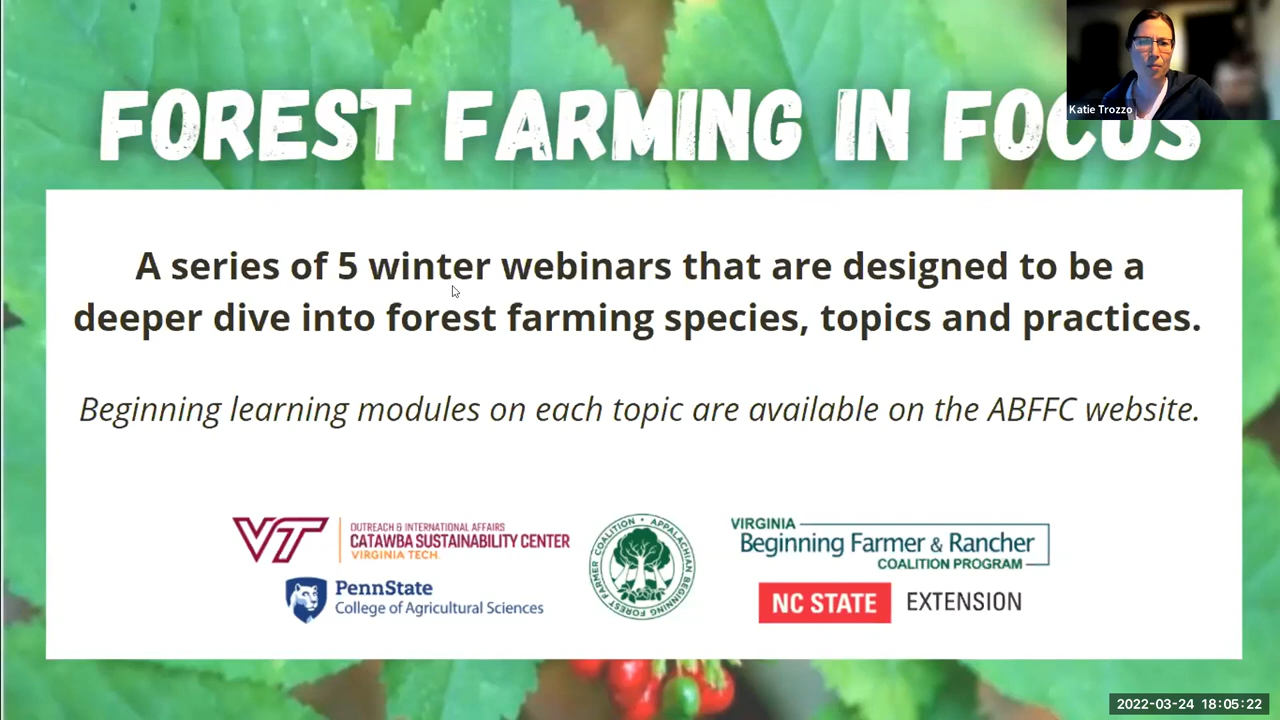 Katie Trozzo
FOREST FARMING IN FOCUS
A series of 5 winter webinars that are designed to be a
deeper dive into forest farming species, topics and practices.
Beginning learning modules on each topic are available on the ABFFC website.
VT
OUTREACH & INTERNATIONAL AFFAIRS
CATAWBA SUSTAINABILITY CENTER
VIRGINIA TECH.
PennState
College of Agricultural Sciences
APPALACHIAN BEGINNING FOREST FARMER COALITION
VIRGINIA
Beginning Farmer & Rancher
COALITION PROGRAM
NC STATE EXTENSION
2022-03-24 18:05:22